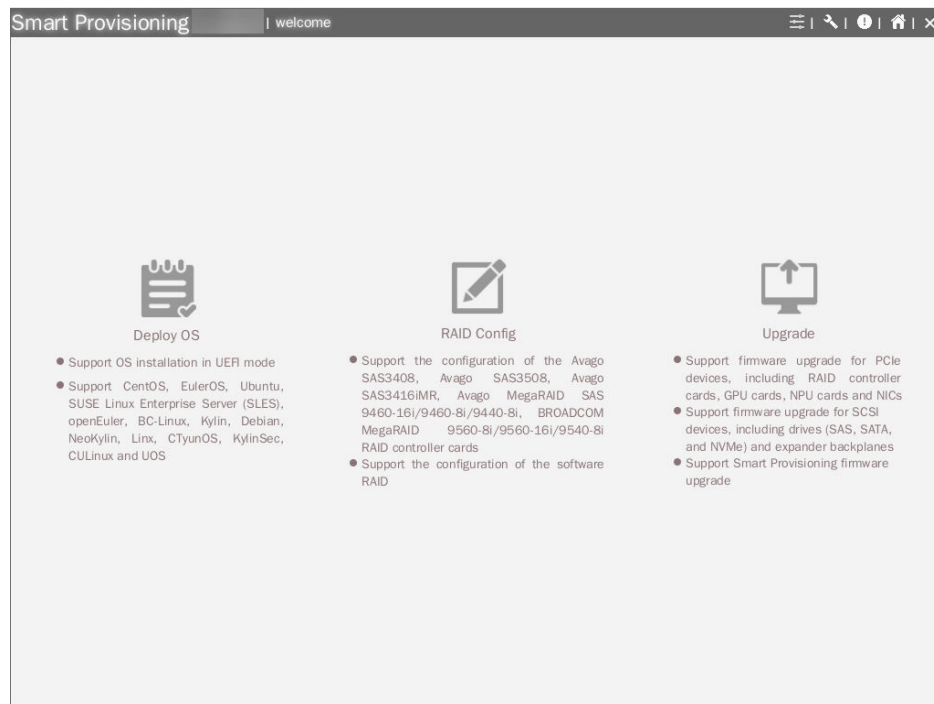 Smart Provisioning | welcome
Deploy OS
Support OS installation in UEFI mode
Support CentOS, EulerOS, Ubuntu,
SUSE Linux Enterprise Server (SLES),
openEuler, BC-Linux, Kylin, Debian,
NeoKylin, Linx, CTyunOS, KylinSec,
CULinux and UOS
RAID Config
Support the configuration of the Avago
SAS3408, Avago SAS3508, Avago
SAS3416iMR, Avago MegaRAID SAS
9460-16i/9460-8i/9440-8i, BROADCOM
MegaRAID 9560-8i/9560-16i/9540-8i
RAID controller cards
Support the configuration of the software
RAID
Upgrade
Support firmware upgrade for PCIe
devices, including RAID controller
cards, GPU cards, NPU cards and NICs
Support firmware upgrade for SCSI
devices, including drives (SAS, SATA,
and NVMe) and expander backplanes
Support Smart Provisioning firmware
upgrade